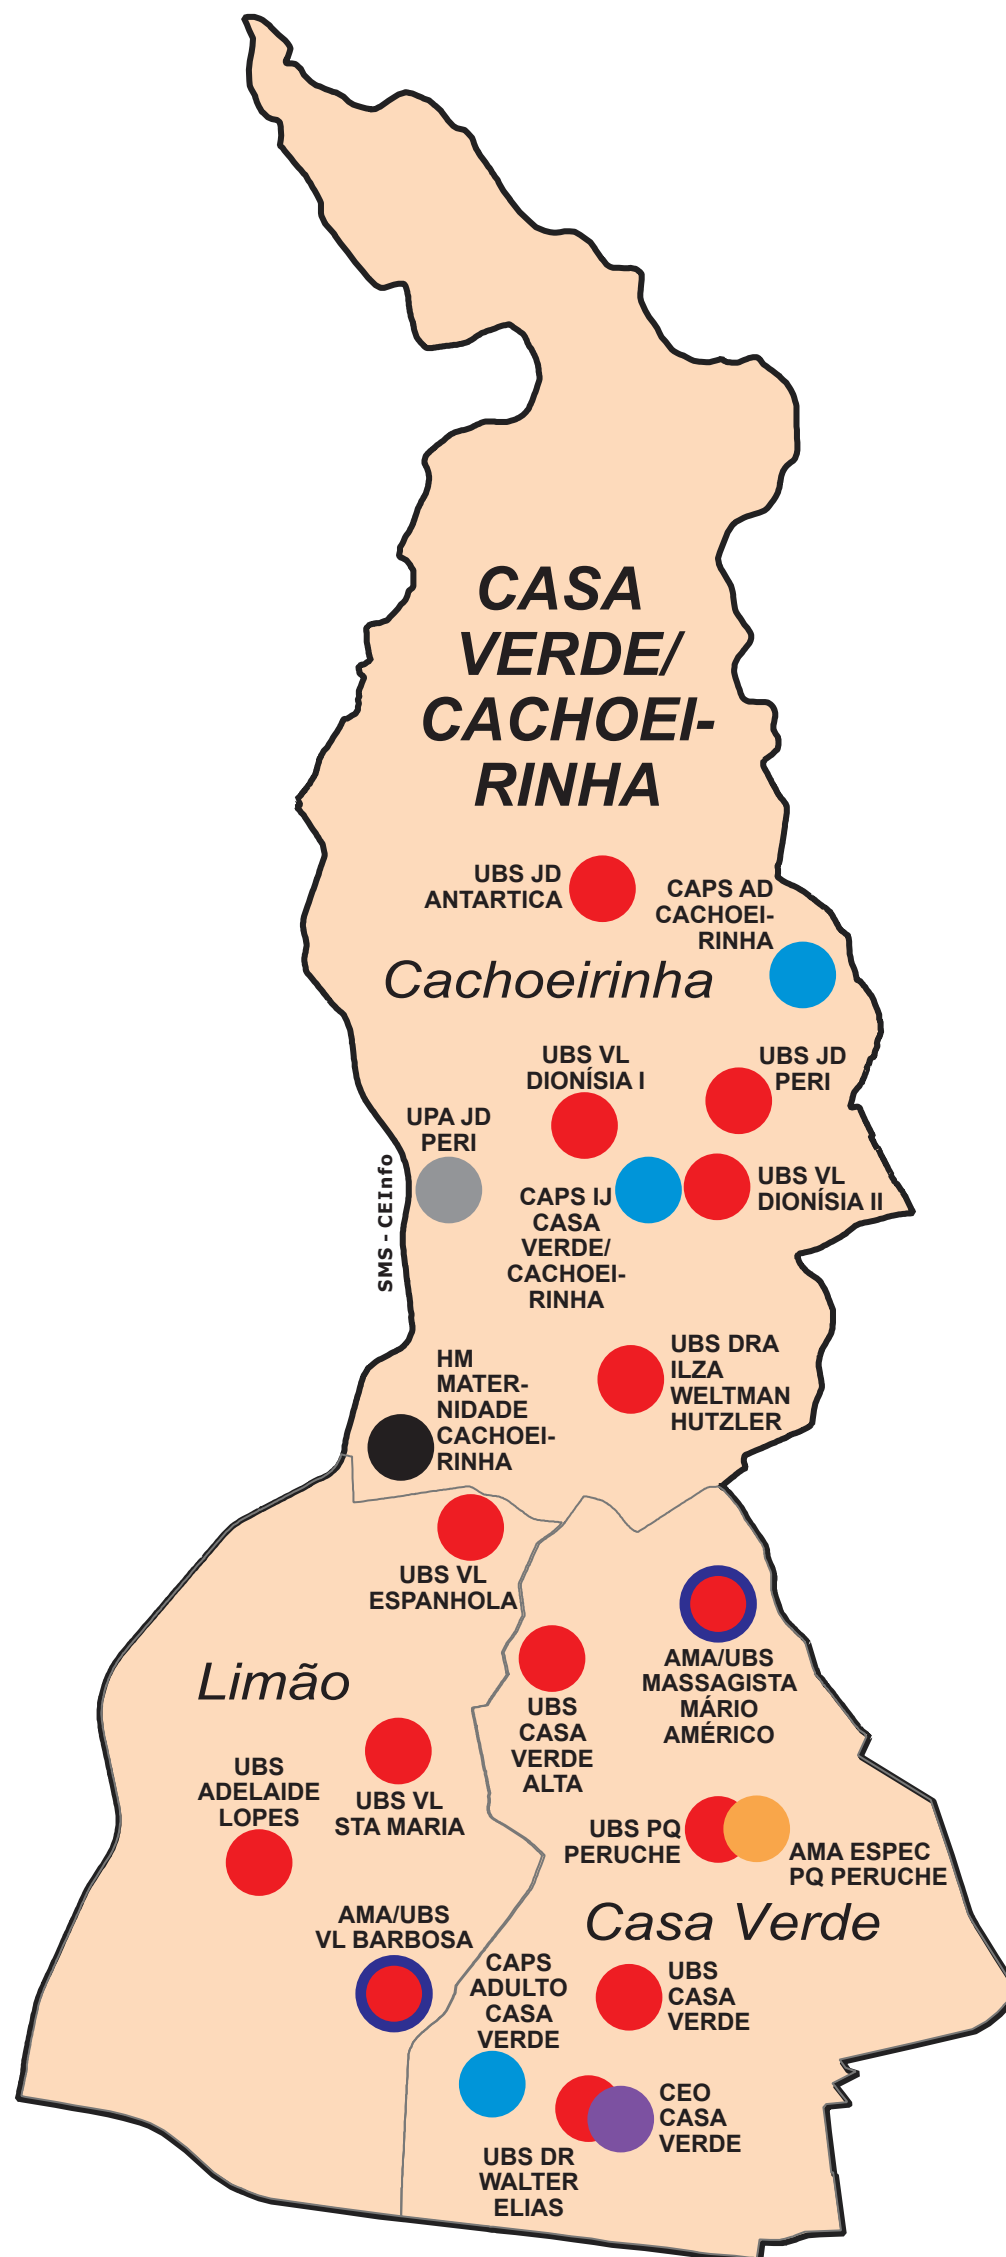 CASA
VERDE/
CACHOEI-
RINHA
UBS JD
ANTARTICA
CAPS AD
CACHOEI-
RINHA
Cachoeirinha
UBS VL
DIONÍSIA I
UBS JD
PERI
UPA JD
PERI
SMS - CEInfo
CAPS IJ
CASA
VERDE/
CACHOEI-
RINHA
UBS VL
DIONÍSIA II
HM
MATER-
NIDADE
CACHOEI-
RINHA
UBS DRA
ILZA
WELTMAN
HUTZLER
UBS VL
ESPANHOLA
AMA/UBS
MASSAGISTA
MÁRIO
AMÉRICO
Limão
UBS
CASA
VERDE
ALTA
UBS
ADELAIDE
LOPES
UBS VL
STA MARIA
UBS PQ
PERUCHE
AMA ESPEC
PQ PERUCHE
AMA/UBS
VL BARBOSA
Casa Verde
CAPS
ADULTO
CASA
VERDE
UBS
CASA
VERDE
CEO
CASA
VERDE
UBS DR
WALTER
ELIAS